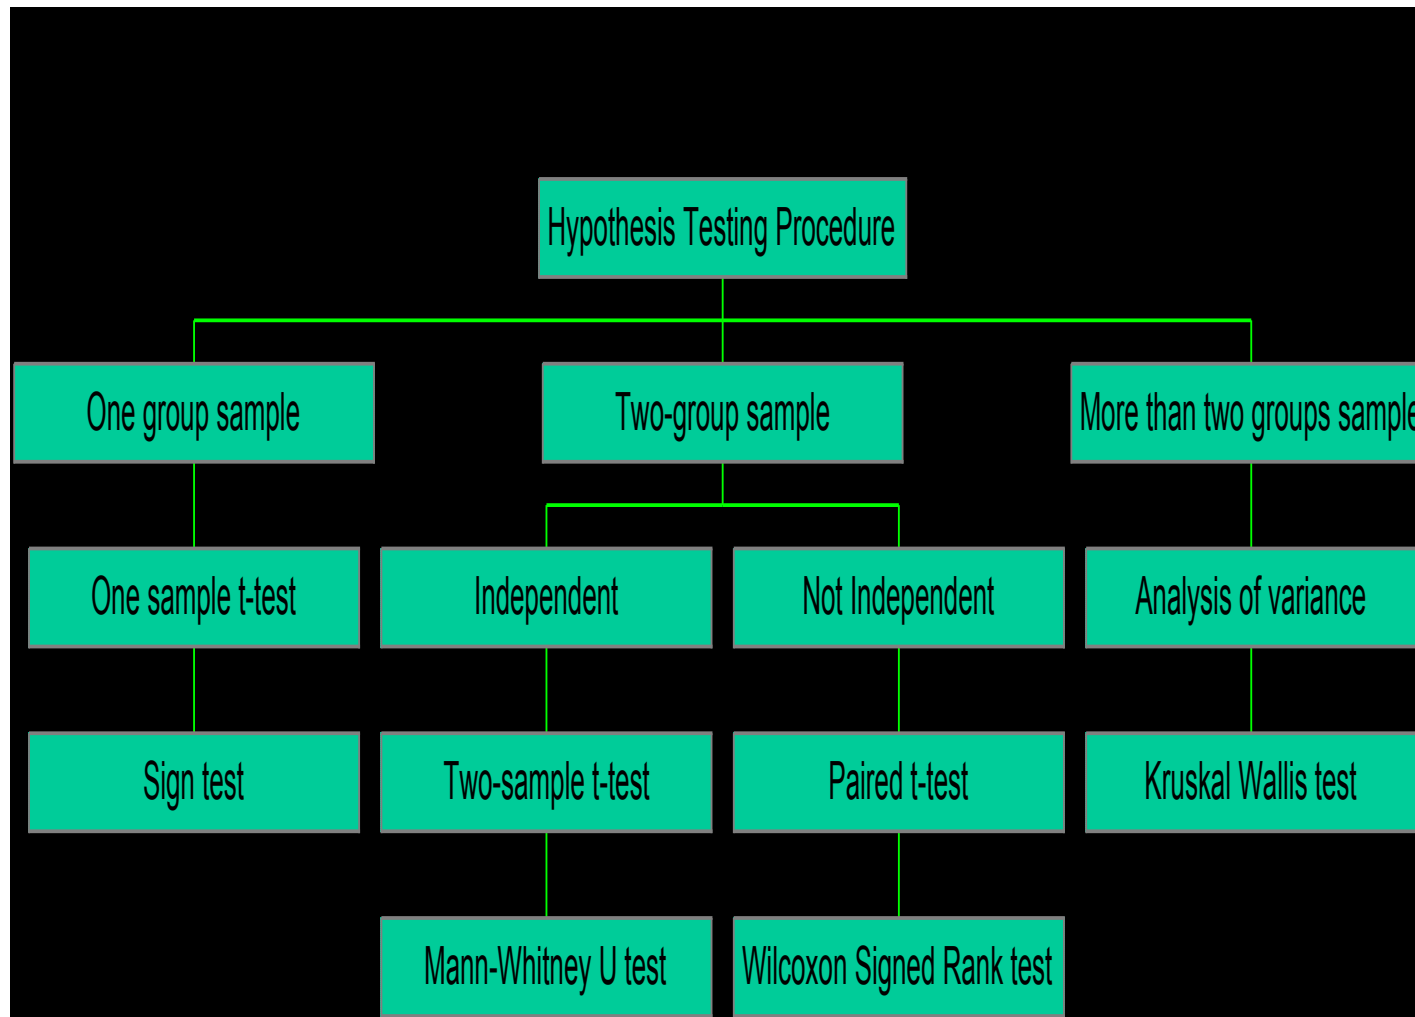 Hypothesis Testing Procedure
One group sample
Two-group sample
More than two groups sample
One sample t-test
Independent
Not Independent
Analysis of variance
Sign test
Two-sample t-test
Paired t-test
Kruskal Wallis test
Mann-Whitney U test
Wilcoxon Signed Rank test